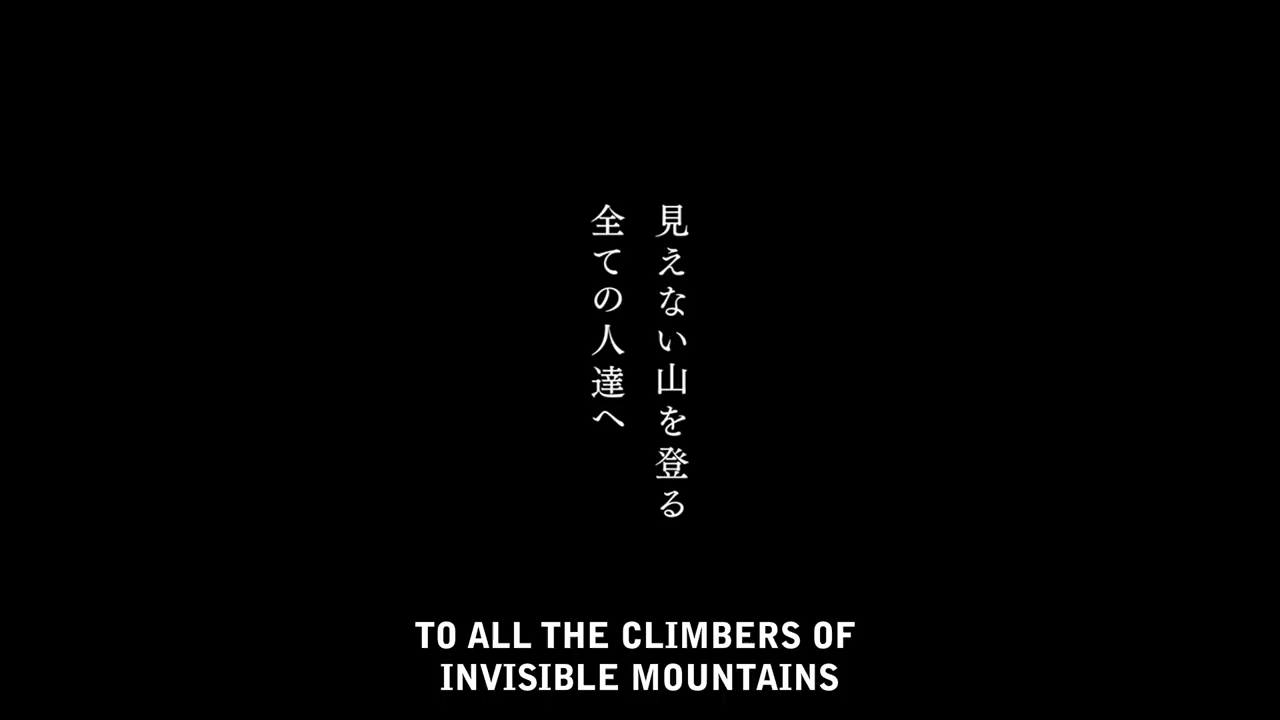 見えない山を登る
全ての人達へ
TO ALL THE CLIMBERS OF
INVISIBLE MOUNTAINS